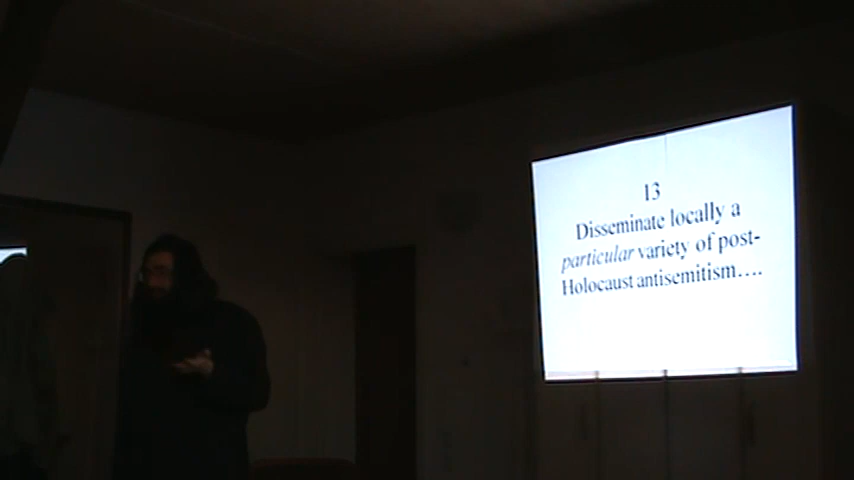 13
Disseminate locally a
particular variety of post-
Holocaust antisemitism….